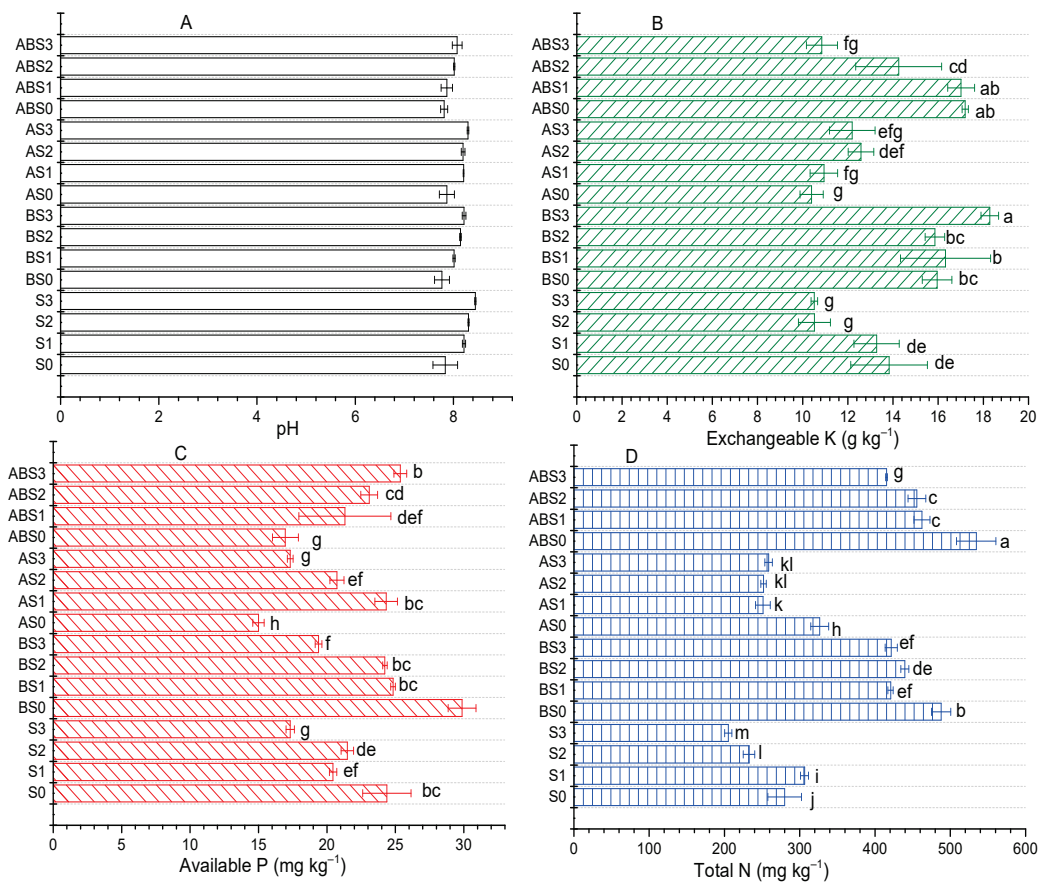 A
ABS3
ABS2
ABS1
ABS0
AS3
AS2
AS1
AS0
BS3
BS2
BS1
BS0
S3
S2
S1
S0
0 2 4 6 8
pH
B
ABS3 fg
ABS2 cd
ABS1 ab
ABS0 ab
AS3 efg
AS2 def
AS1 fg
AS0 g
BS3 a
BS2 bc
BS1 b
BS0 bc
S3 g
S2 g
S1 de
S0 de
0 2 4 6 8 10 12 14 16 18 20
Exchangeable K (g kg⁻¹)
C
ABS3 b
ABS2 cd
ABS1 def
ABS0 g
AS3 g
AS2 ef
AS1 bc
AS0 h
BS3 f
BS2 bc
BS1 bc
BS0
S3 g
S2 de
S1 ef
S0 bc
0 5 10 15 20 25 30
Available P (mg kg⁻¹)
D
ABS3 g
ABS2 c
ABS1 c
ABS0 a
AS3 kl
AS2 kl
AS1 k
AS0 h
BS3 ef
BS2 de
BS1 ef
BS0 b
S3 m
S2 l
S1 i
S0 j
0 100 200 300 400 500 600
Total N (mg kg⁻¹)